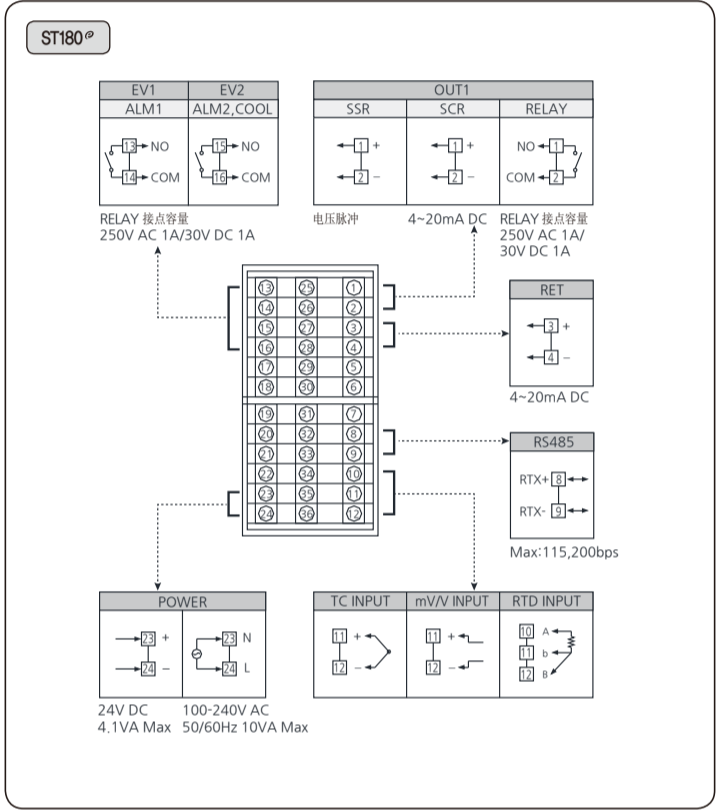 ST180
EV1 EV2
ALM1 ALM2,COOL
13 NO 15 NO
14 COM 16 COM
RELAY 接点容量
250V AC 1A/30V DC 1A
OUT1
SSR SCR RELAY
1 + 1 + NO 1
2 − 2 − COM 2
电压脉冲 4~20mA DC RELAY 接点容量
250V AC 1A/
30V DC 1A
13 25 1
14 26 2
15 27 3
16 28 4
17 29 5
18 30 6
19 31 7
20 32 8
21 33 9
22 34 10
23 35 11
24 36 12
RET
3 +
4 −
4~20mA DC
RS485
RTX+ 8
RTX- 9
Max:115,200bps
POWER
23 + 23 N
24 − 24 L
24V DC 100-240V AC
4.1VA Max 50/60Hz 10VA Max
TC INPUT mV/V INPUT RTD INPUT
11 + 11 + 10 A
12 − 12 − 11 b
12 B